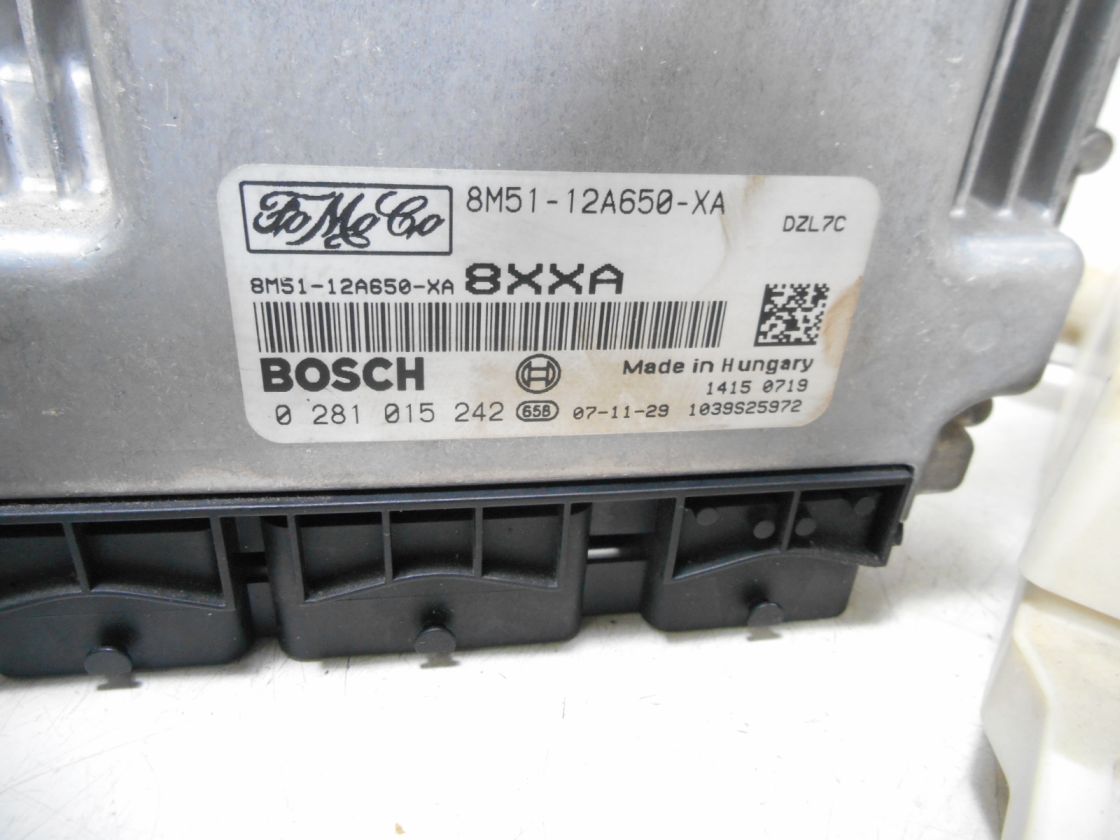 FoMoCo 8M51-12A650-XA
DZL7C
8M51-12A650-XA 8XXA
BOSCH
Made in Hungary
1415 0719
0 281 015 242 658 07-11-29 1039S25972